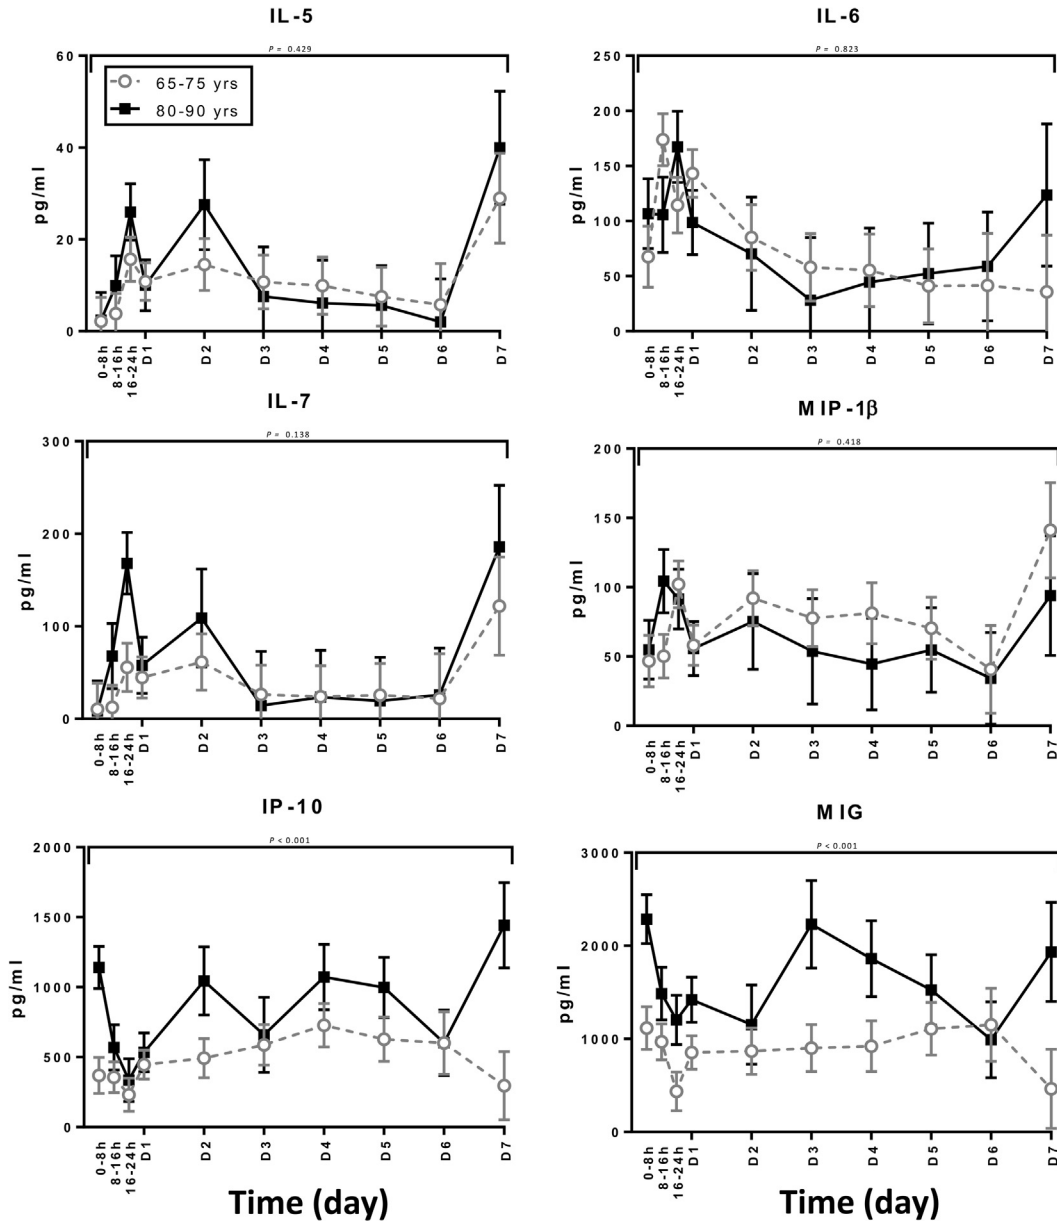 IL-5
P = 0.429
60
40
20
0
pg/ml
65-75 yrs
80-90 yrs
0-8h
8-16h
16-24h
D1
D2
D3
D4
D5
D6
D7
IL-6
P = 0.823
250
200
150
100
50
0
pg/ml
0-8h
8-16h
16-24h
D1
D2
D3
D4
D5
D6
D7
IL-7
P = 0.138
300
200
100
0
pg/ml
0-8h
8-16h
16-24h
D1
D2
D3
D4
D5
D6
D7
MIP-1β
P = 0.418
200
150
100
50
0
pg/ml
0-8h
8-16h
16-24h
D1
D2
D3
D4
D5
D6
D7
IP-10
P < 0.001
2000
1500
1000
500
0
pg/ml
0-8h
8-16h
16-24h
D1
D2
D3
D4
D5
D6
D7
Time (day)
MIG
P < 0.001
3000
2000
1000
0
pg/ml
0-8h
8-16h
16-24h
D1
D2
D3
D4
D5
D6
D7
Time (day)